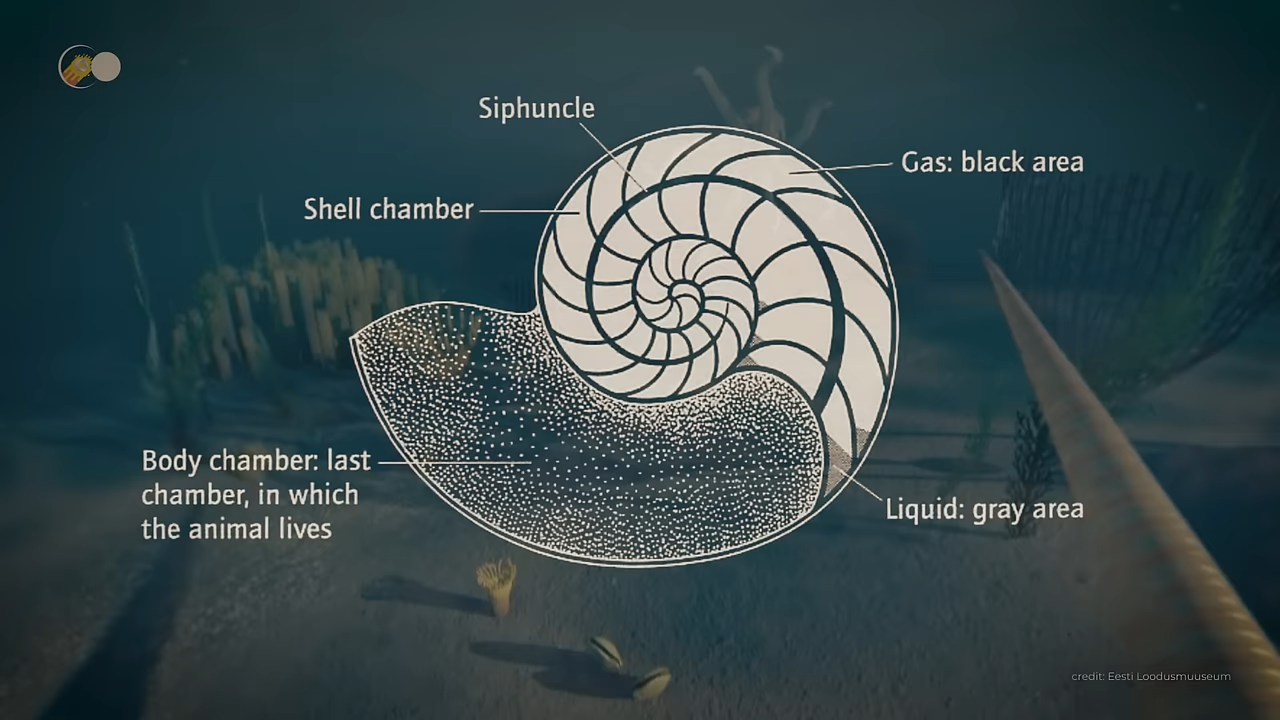 Siphuncle
Gas: black area
Shell chamber
Body chamber: last
chamber, in which
the animal lives
Liquid: gray area
credit: Eesti Loodusmuuseum